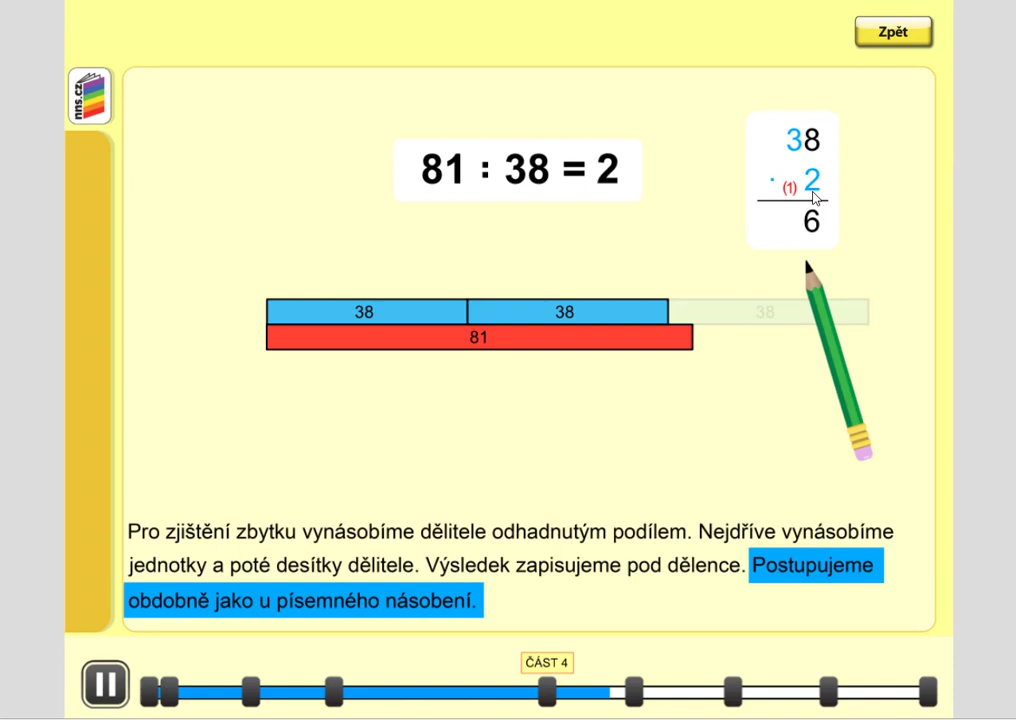 Zpět
nns.cz
81 : 38 = 2
38
· (1) 2
6
38 38 38
81
Pro zjištění zbytku vynásobíme dělitele odhadnutým podílem. Nejdříve vynásobíme
jednotky a poté desítky dělitele. Výsledek zapisujeme pod dělence. Postupujeme
obdobně jako u písemného násobení.
ČÁST 4